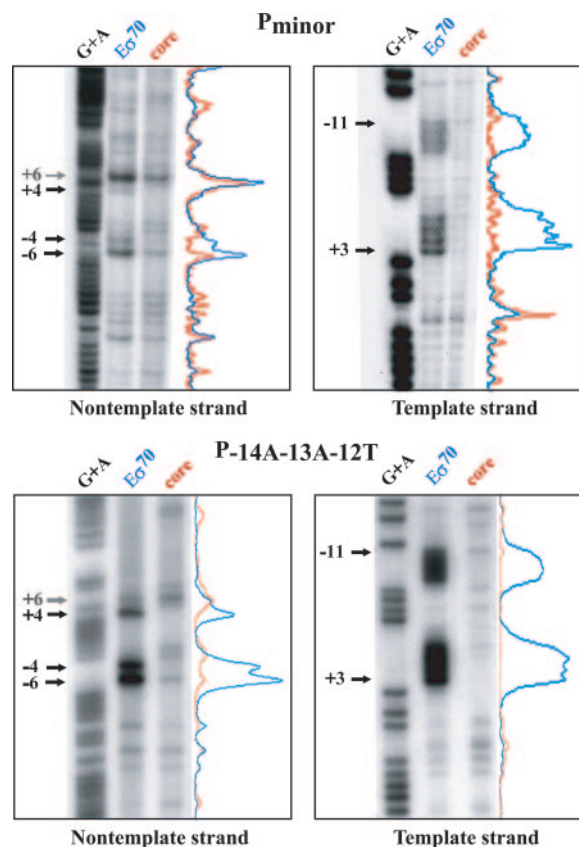 Pminor
G+A Eσ70 core
G+A Eσ70 core
+6
+4
-4
-6
-11
+3
Nontemplate strand
Template strand
P-14A-13A-12T
G+A Eσ70 core
G+A Eσ70 core
+6
+4
-4
-6
-11
+3
Nontemplate strand
Template strand